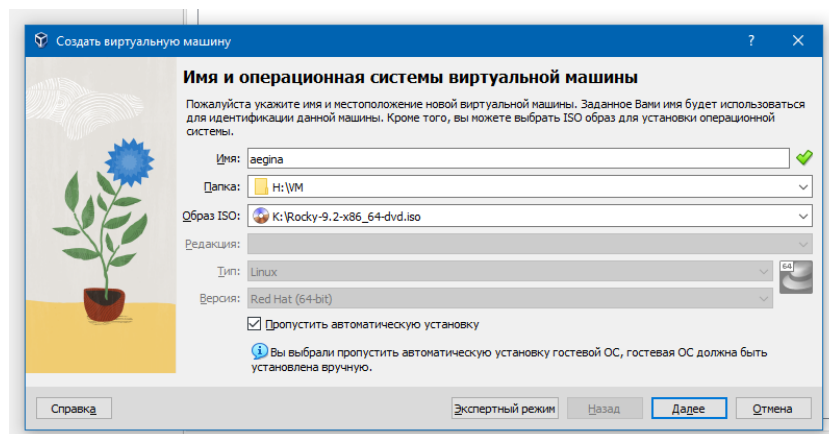 Создать виртуальную машину
?
Имя и операционная системы виртуальной машины
Пожалуйста укажите имя и местоположение новой виртуальной машины. Заданное Вами имя будет использоваться
для идентификации данной машины. Кроме того, вы можете выбрать ISO образ для установки операционной
системы.
Имя: aegina
Папка: H:\VM
Образ ISO: K:\Rocky-9.2-x86_64-dvd.iso
Редакция:
Тип: Linux
64
Версия: Red Hat (64-bit)
Пропустить автоматическую установку
Вы выбрали пропустить автоматическую установку гостевой ОС, гостевая ОС должна быть
установлена вручную.
Справка Экспертный режим Назад Далее Отмена